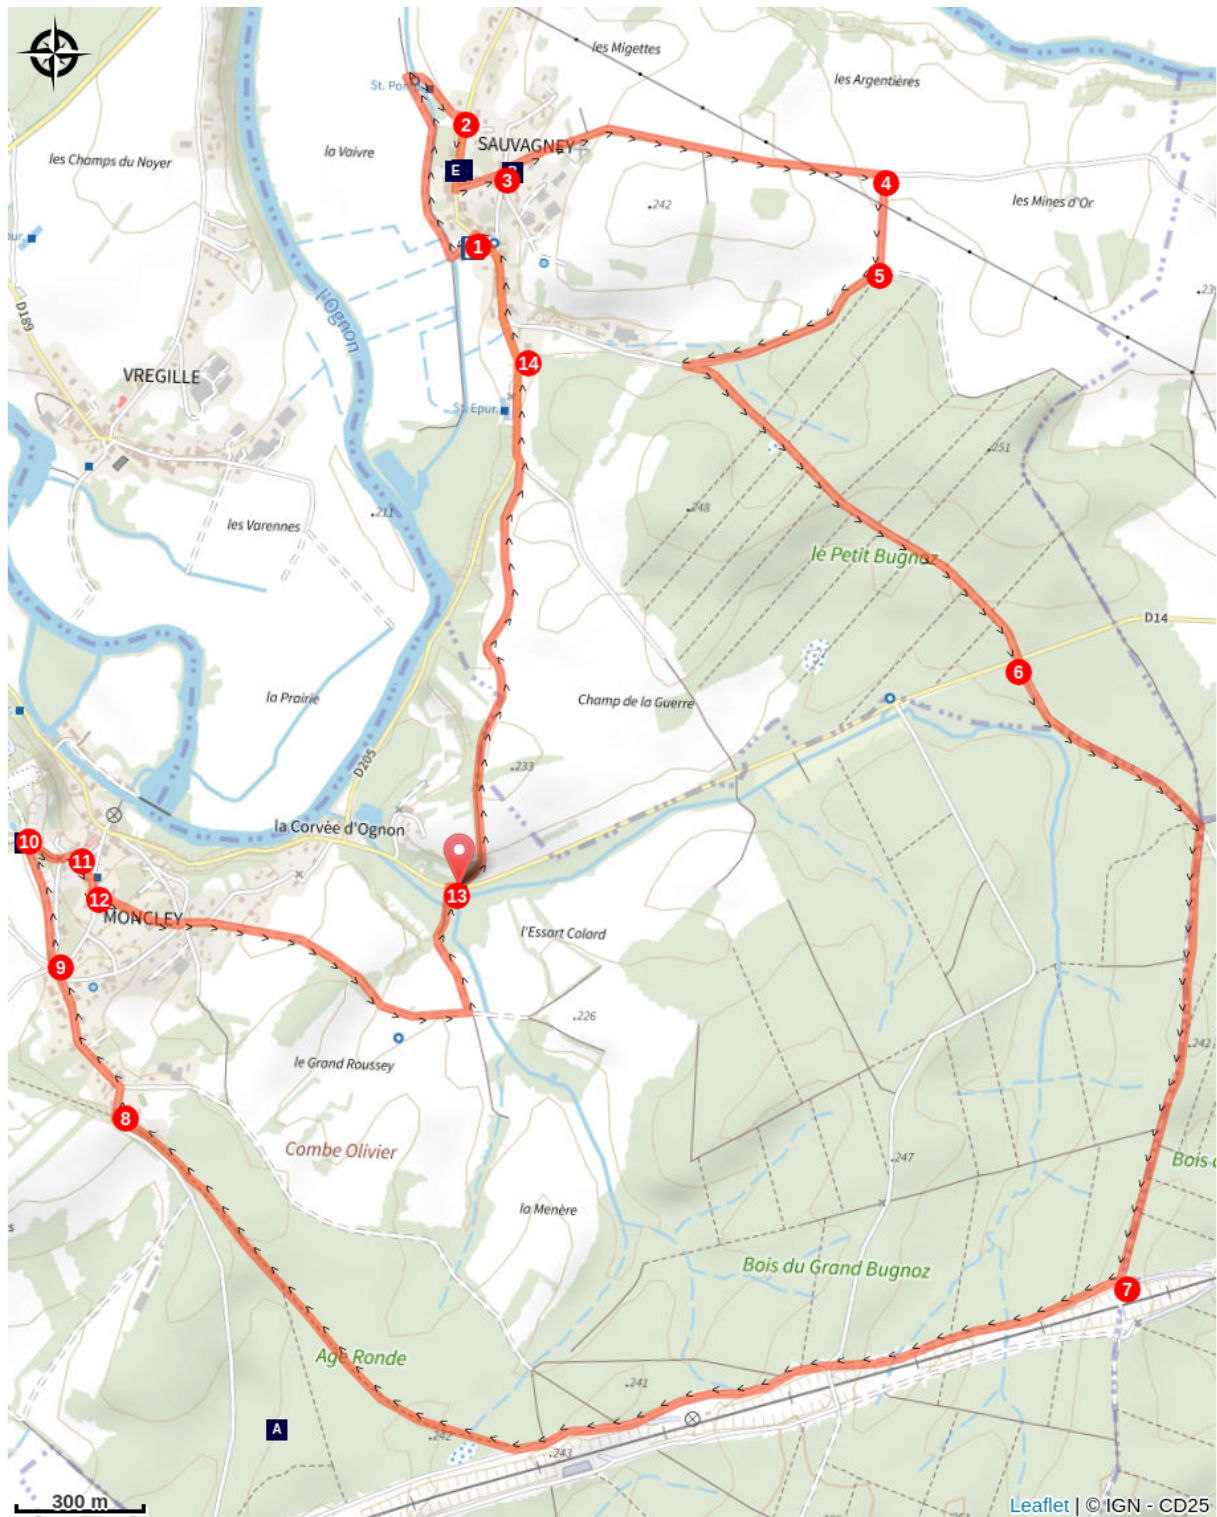 les Migettes
les Argentières
St. Pomp.
2
SAUVAGNEY
la Vaivre
les Champs du Noyer
E
3
4
242
les Mines d'Or
1
5
l'Ognon
D189
14
VREGILLE
St. Epur.
251
248
211
les Varennes
le Petit Bugnoz
D14
6
la Prairie
Champ de la Guerre
233
D205
la Corvée d'Ognon
10
11
12
13
MONCLEY
l'Essart Colard
9
226
242
le Grand Roussey
8
Combe Olivier
247
la Menère
Bois du Grand Bugnoz
7
Age Ronde
241
A
242
243
300 m
Leaflet | © IGN - CD25